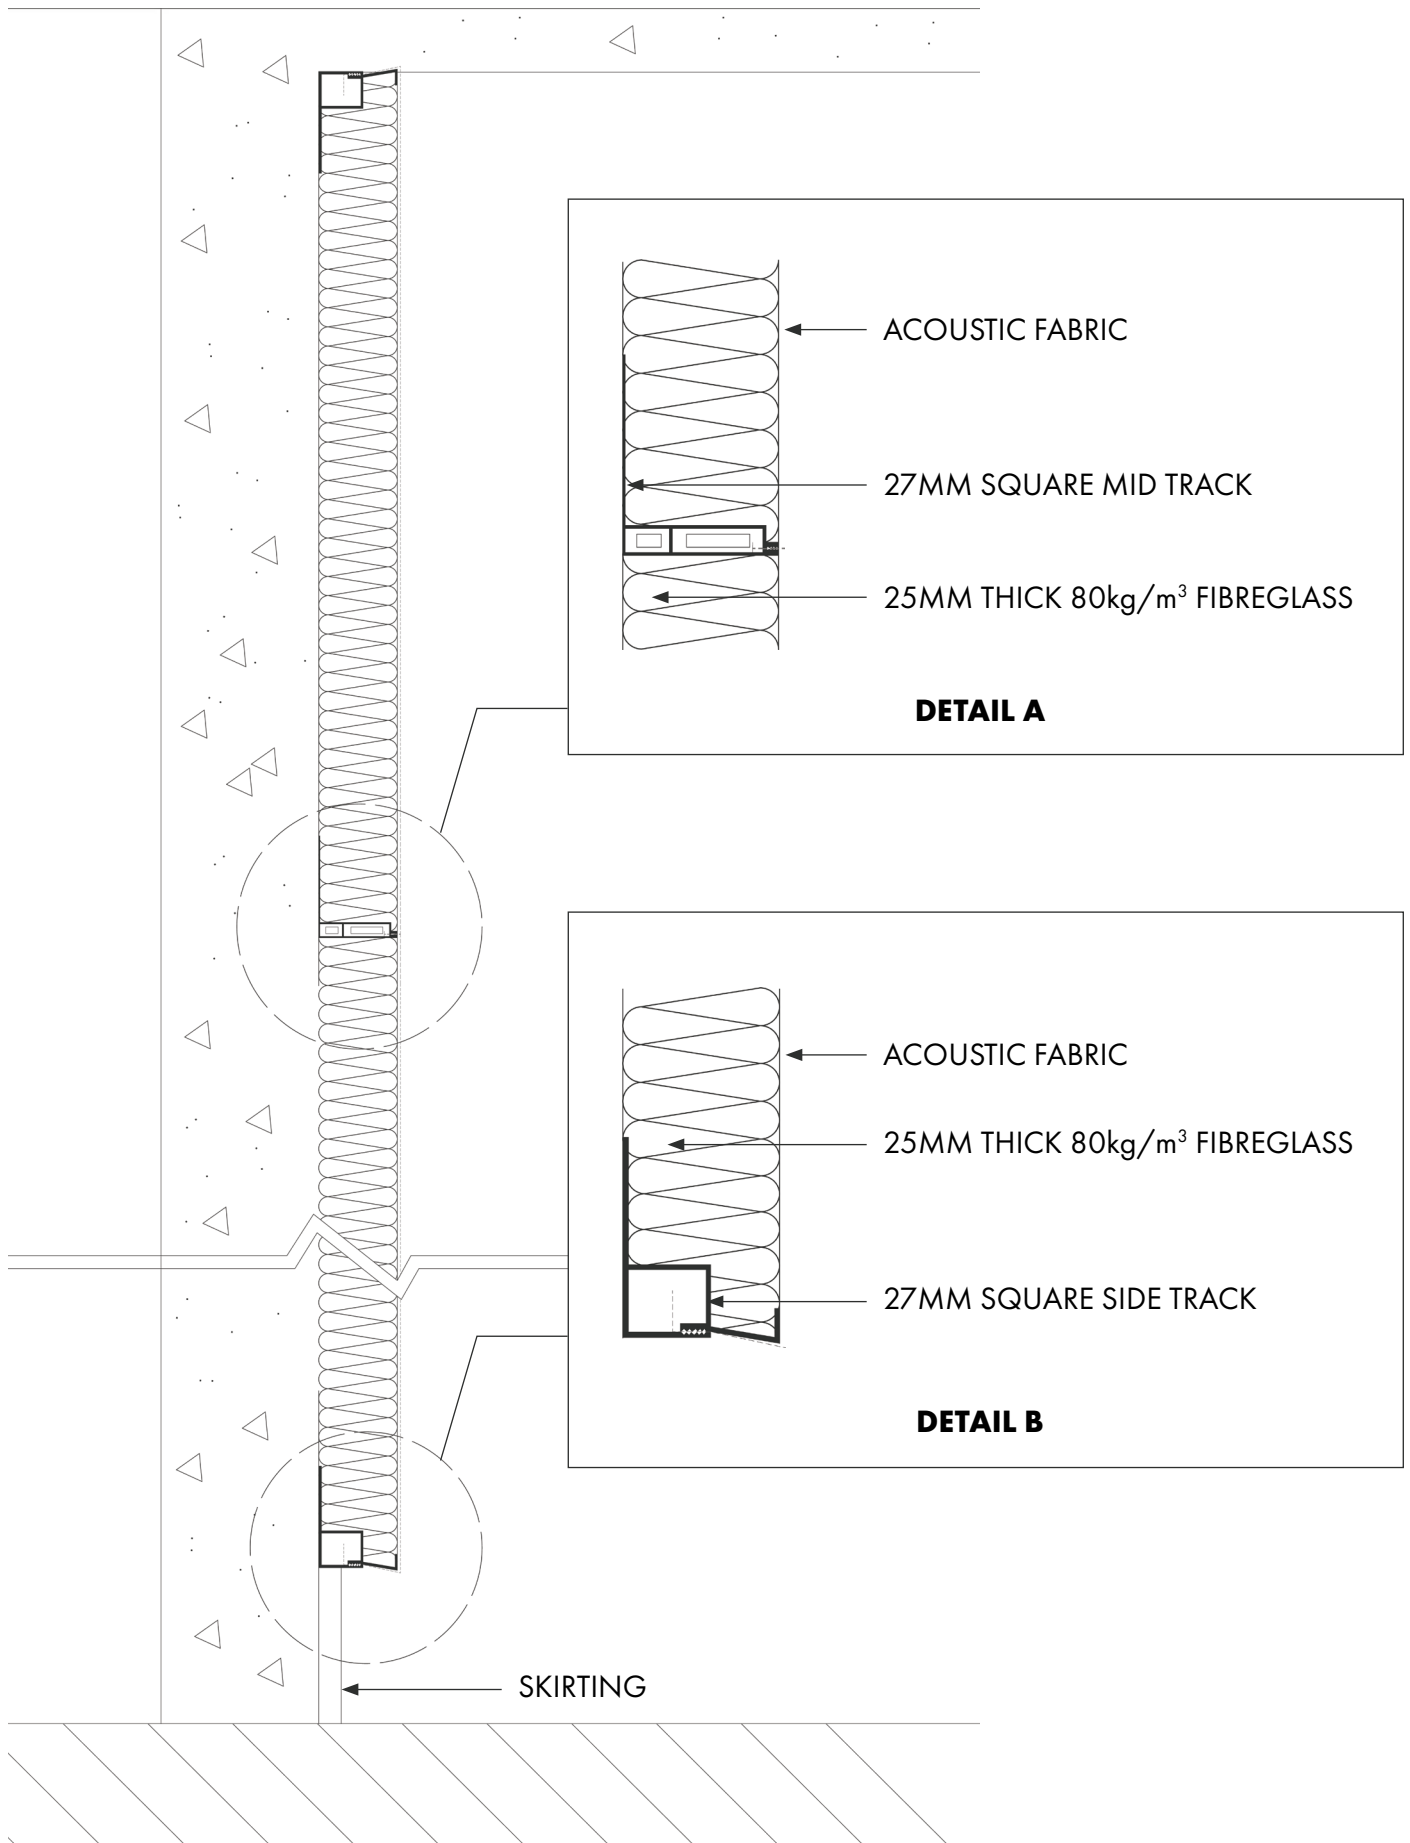 ACOUSTIC FABRIC
27MM SQUARE MID TRACK
25MM THICK 80kg/m³ FIBREGLASS
DETAIL A
ACOUSTIC FABRIC
25MM THICK 80kg/m³ FIBREGLASS
27MM SQUARE SIDE TRACK
DETAIL B
SKIRTING